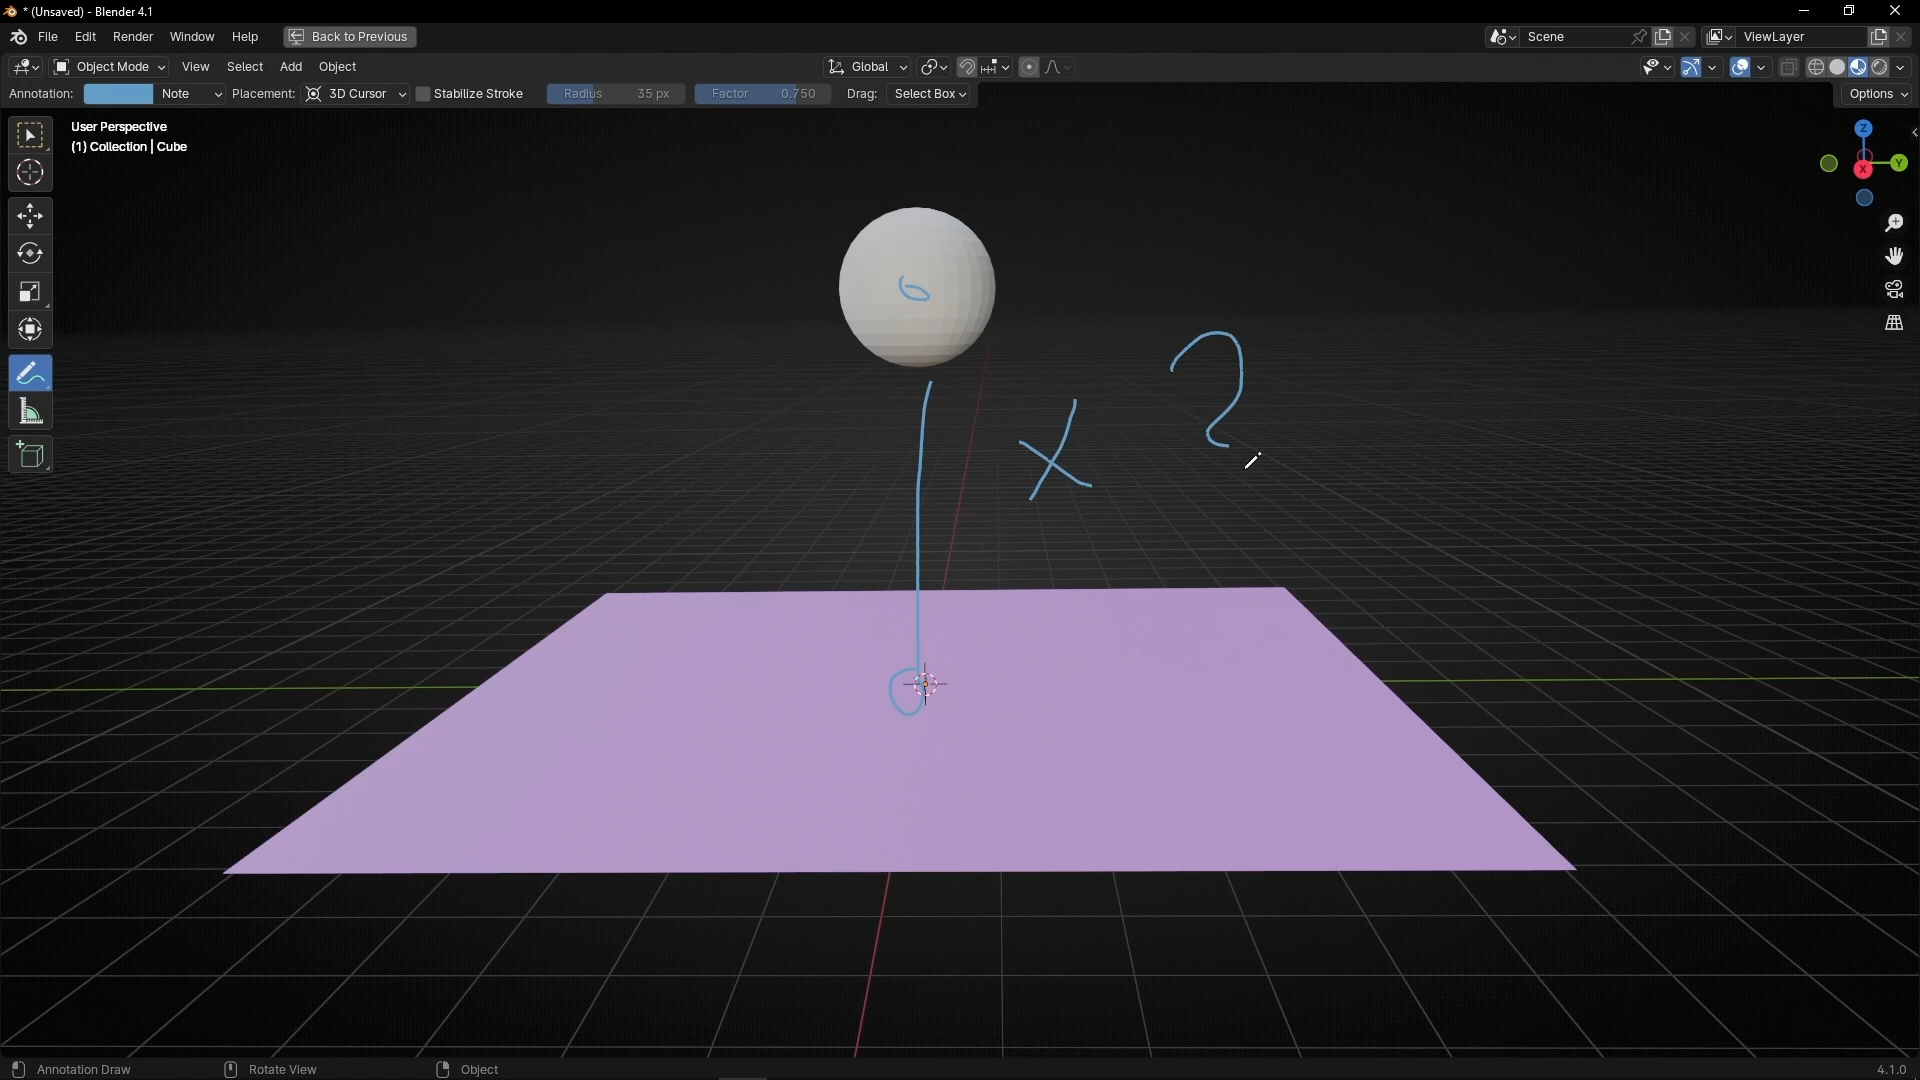 * (Unsaved) - Blender 4.1
File Edit Render Window Help Back to Previous Scene ViewLayer
Object Mode View Select Add Object Global
Annotation: Note Placement: 3D Cursor Stabilize Stroke Radius 35 px Factor 0.750 Drag: Select Box Options
User Perspective
(1) Collection | Cube
Z
Y
X
X ?
Annotation Draw Rotate View Object 4.1.0